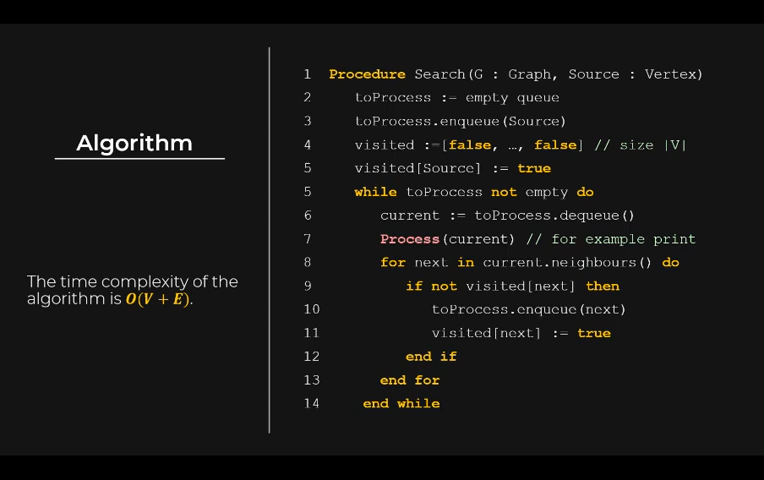 Algorithm
The time complexity of the
algorithm is O(V + E).
1 Procedure Search(G : Graph, Source : Vertex)
2 toProcess := empty queue
3 toProcess.enqueue(Source)
4 visited :=[false, …, false] // size |V|
5 visited[Source] := true
5 while toProcess not empty do
6 current := toProcess.dequeue()
7 Process(current) // for example print
8 for next in current.neighbours() do
9 if not visited[next] then
10 toProcess.enqueue(next)
11 visited[next] := true
12 end if
13 end for
14 end while